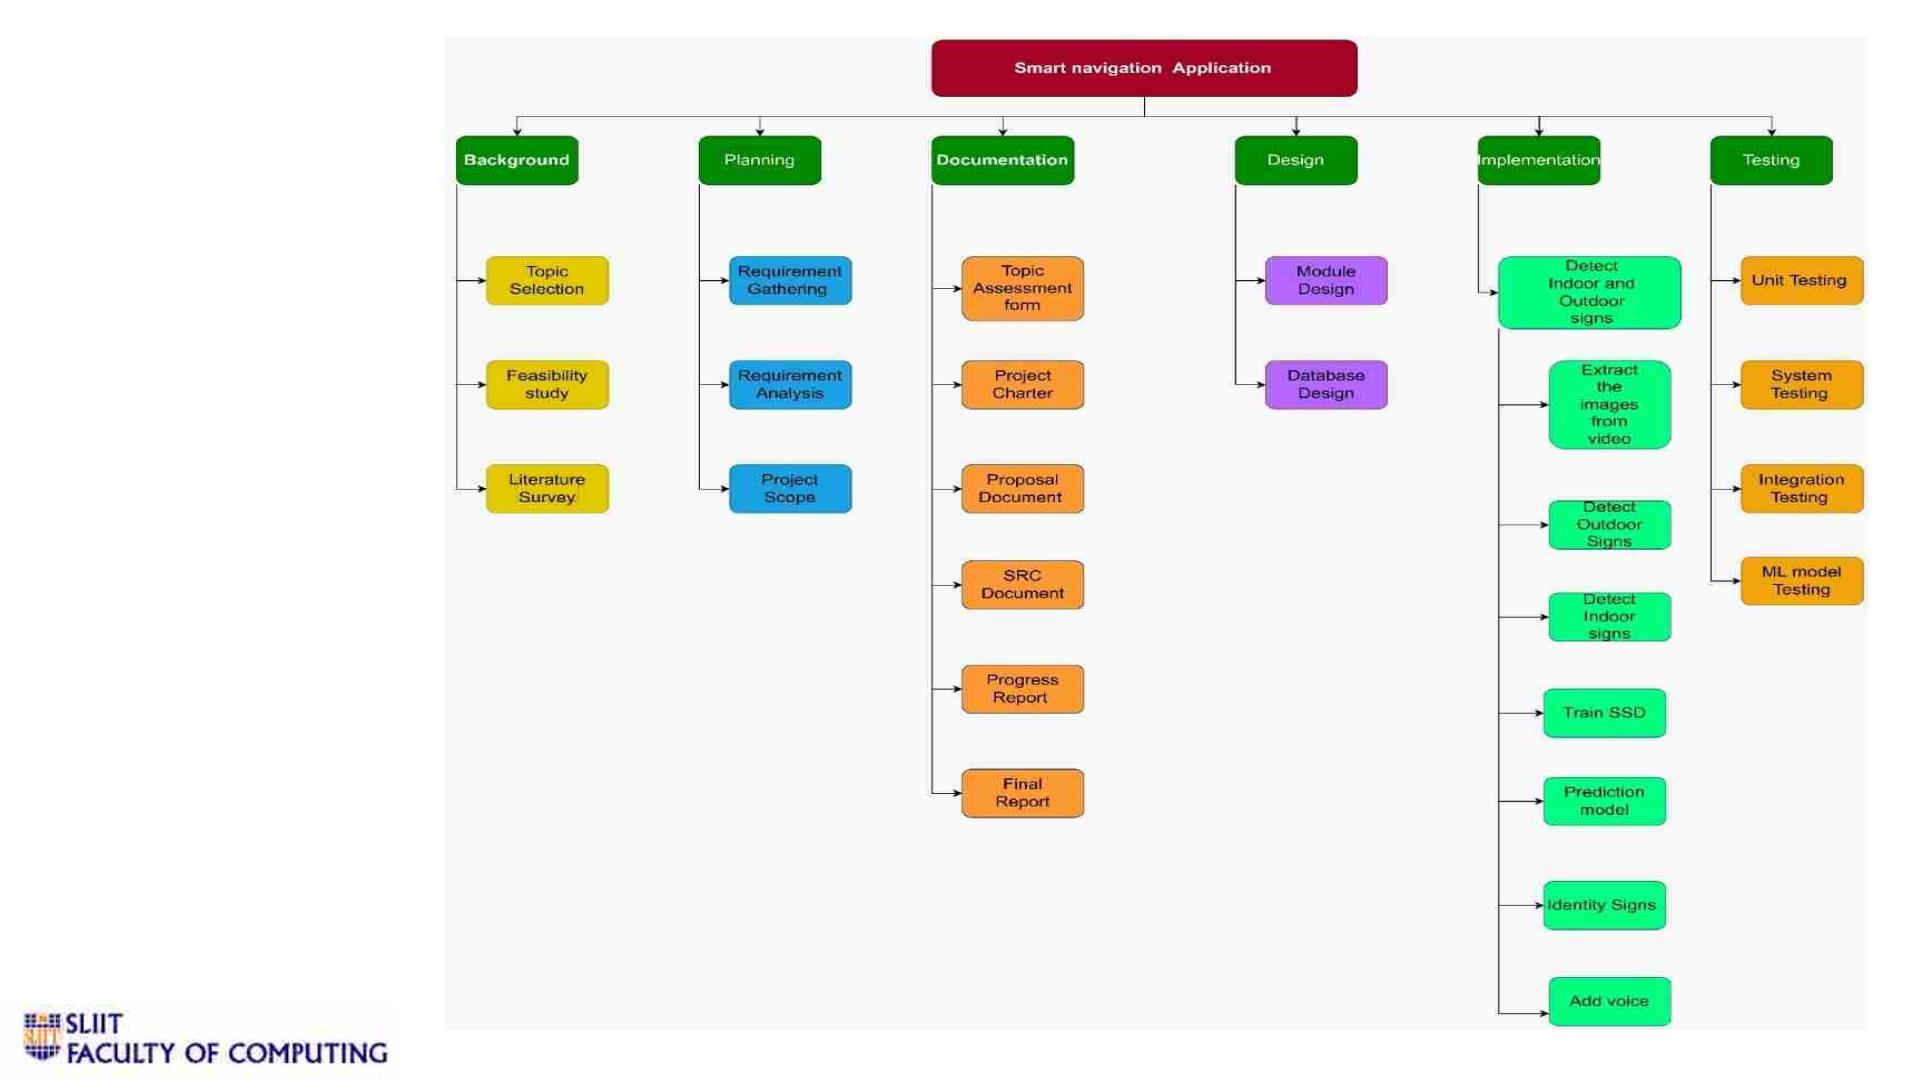 Smart navigation Application
Background
Planning
Documentation
Design
Implementation
Testing
Topic
Selection
Feasibility
study
Literature
Survey
Requirement
Gathering
Requirement
Analysis
Project
Scope
Topic
Assessment
form
Project
Charter
Proposal
Document
SRC
Document
Progress
Report
Final
Report
Module
Design
Database
Design
Detect
Indoor and
Outdoor
signs
Extract
the
images
from
video
Detect
Outdoor
Signs
Detect
Indoor
signs
Train SSD
Prediction
model
Identity Signs
Add voice
Unit Testing
System
Testing
Integration
Testing
ML model
Testing
SLIIT
SLIIT
FACULTY OF COMPUTING